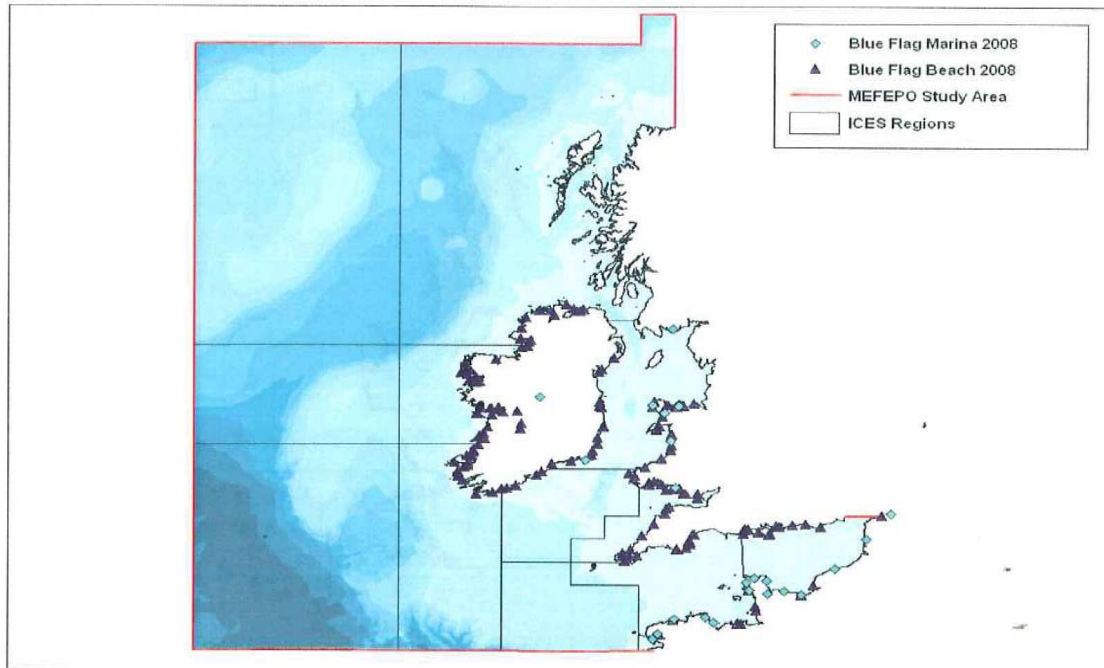 Blue Flag Marina 2008
Blue Flag Beach 2008
MEFEPO Study Area
ICES Regions